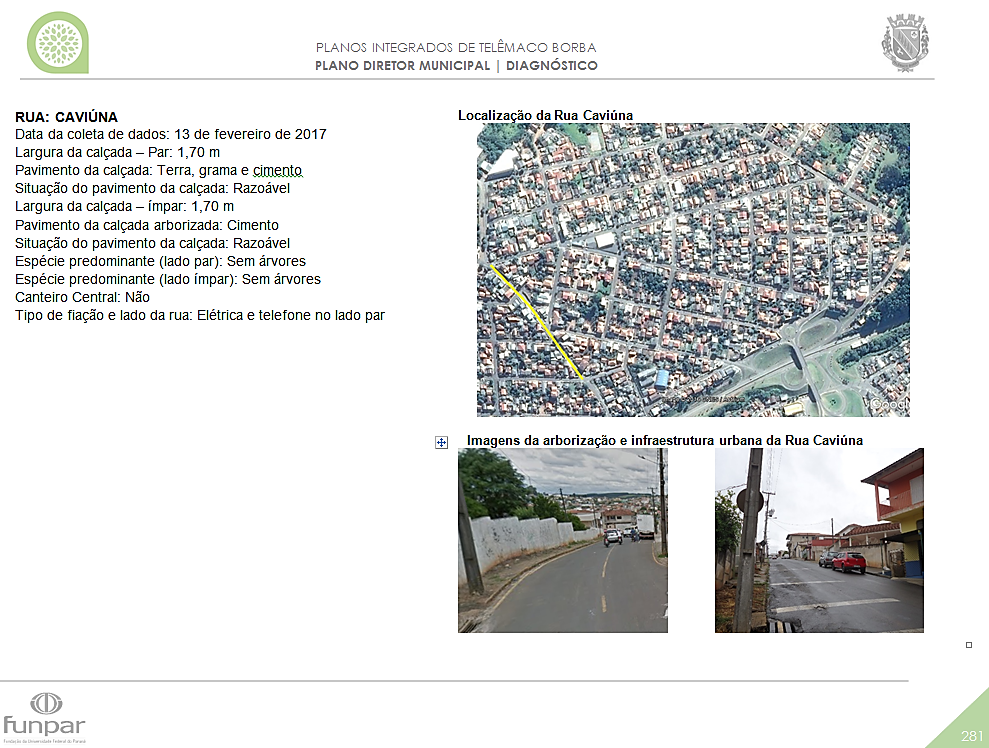 PLANOS INTEGRADOS DE TELÊMACO BORBA
PLANO DIRETOR MUNICIPAL | DIAGNÓSTICO
RUA: CAVIÚNA
Data da coleta de dados: 13 de fevereiro de 2017
Largura da calçada – Par: 1,70 m
Pavimento da calçada: Terra, grama e cimento
Situação do pavimento da calçada: Razoável
Largura da calçada – ímpar: 1,70 m
Pavimento da calçada arborizada: Cimento
Situação do pavimento da calçada: Razoável
Espécie predominante (lado par): Sem árvores
Espécie predominante (lado ímpar): Sem árvores
Canteiro Central: Não
Tipo de fiação e lado da rua: Elétrica e telefone no lado par
Localização da Rua Caviúna
Google
Imagens da arborização e infraestrutura urbana da Rua Caviúna
funpar
Fundação da Universidade Federal do Paraná
281